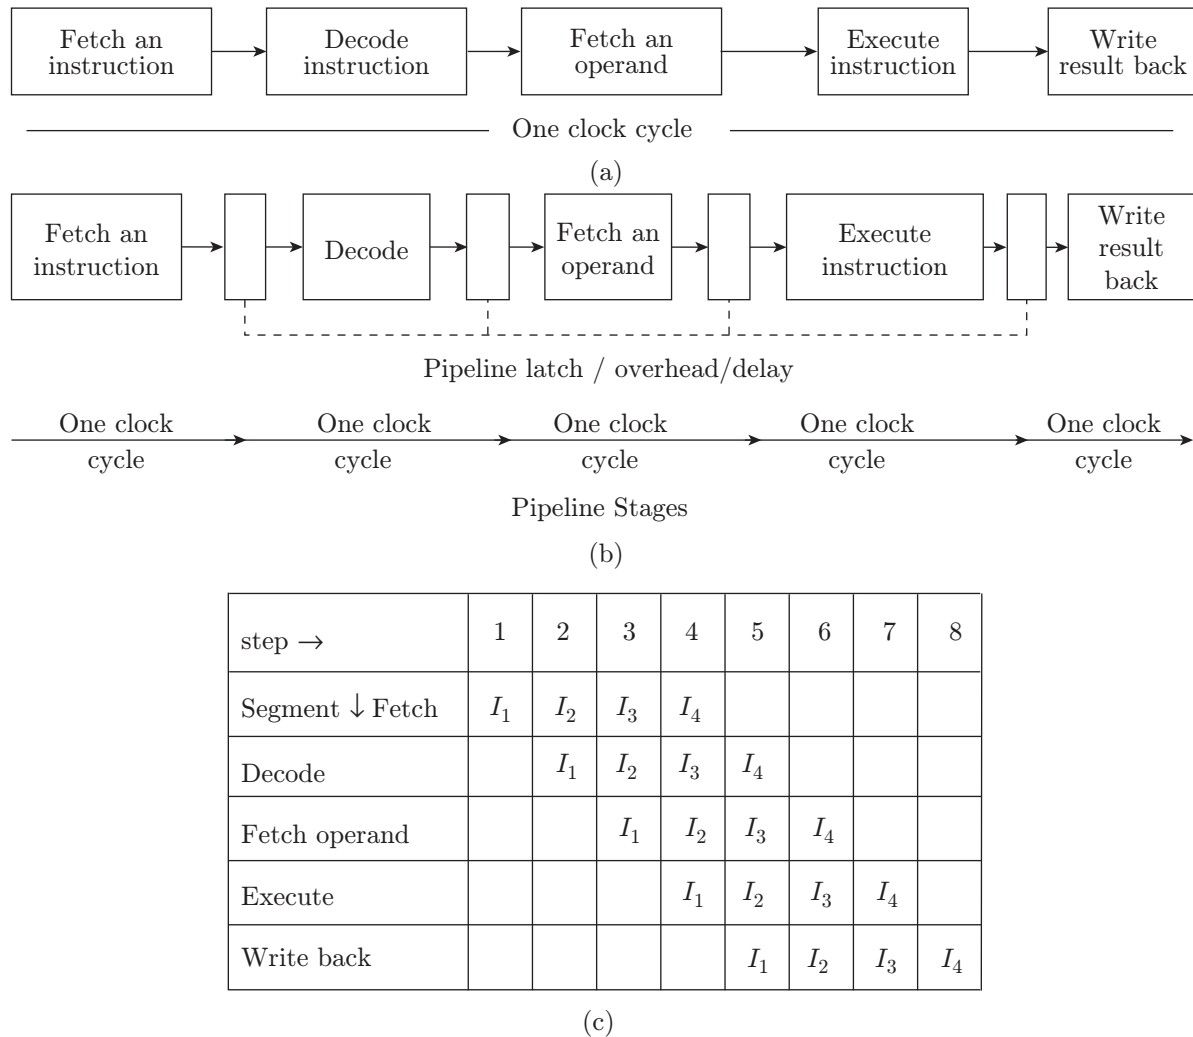 Fetch an instruction
Decode instruction
Fetch an operand
Execute instruction
Write result back
One clock cycle
(a)
Fetch an instruction
Decode
Fetch an operand
Execute instruction
Write result back
Pipeline latch / overhead/delay
One clock cycle
One clock cycle
One clock cycle
One clock cycle
One clock cycle
Pipeline Stages
(b)
step → 1 2 3 4 5 6 7 8
Segment ↓ Fetch I₁ I₂ I₃ I₄
Decode I₁ I₂ I₃ I₄
Fetch operand I₁ I₂ I₃ I₄
Execute I₁ I₂ I₃ I₄
Write back I₁ I₂ I₃ I₄
(c)